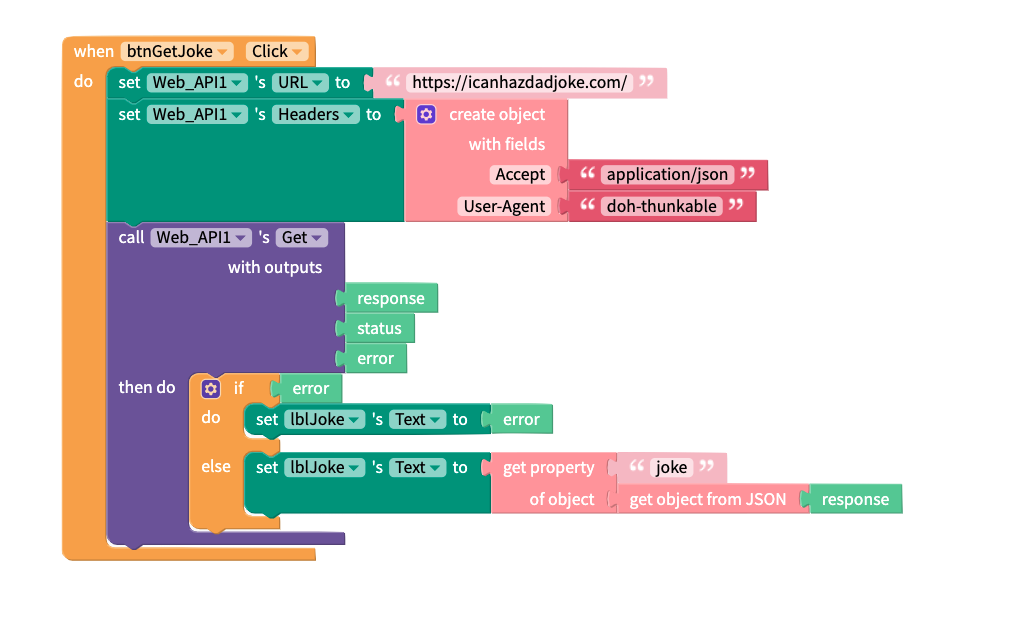 when btnGetJoke Click
do set Web_API1 's URL to “ https://icanhazdadjoke.com/ ”
set Web_API1 's Headers to create object
with fields
Accept “ application/json ”
User-Agent “ doh-thunkable ”
call Web_API1 's Get
with outputs
response
status
error
then do if error
do set lblJoke 's Text to error
else set lblJoke 's Text to get property “ joke ”
of object get object from JSON response